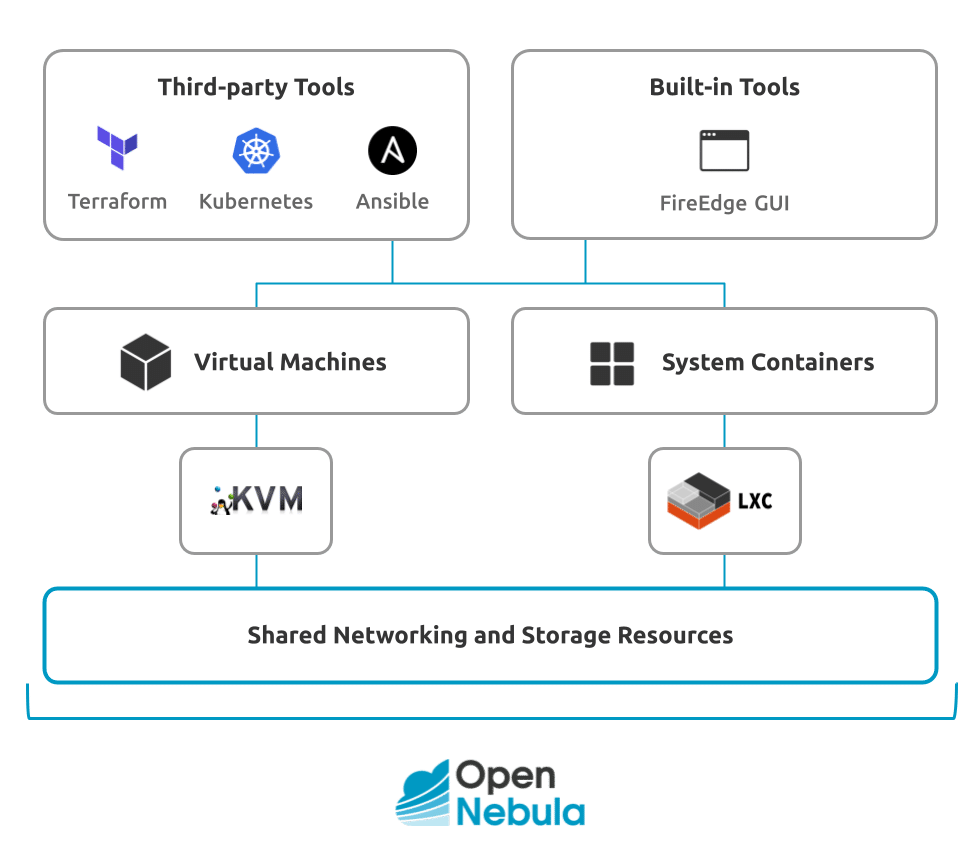 Third-party Tools
Built-in Tools
Terraform
Kubernetes
Ansible
FireEdge GUI
Virtual Machines
System Containers
KVM
LXC
Shared Networking and Storage Resources
Open
Nebula